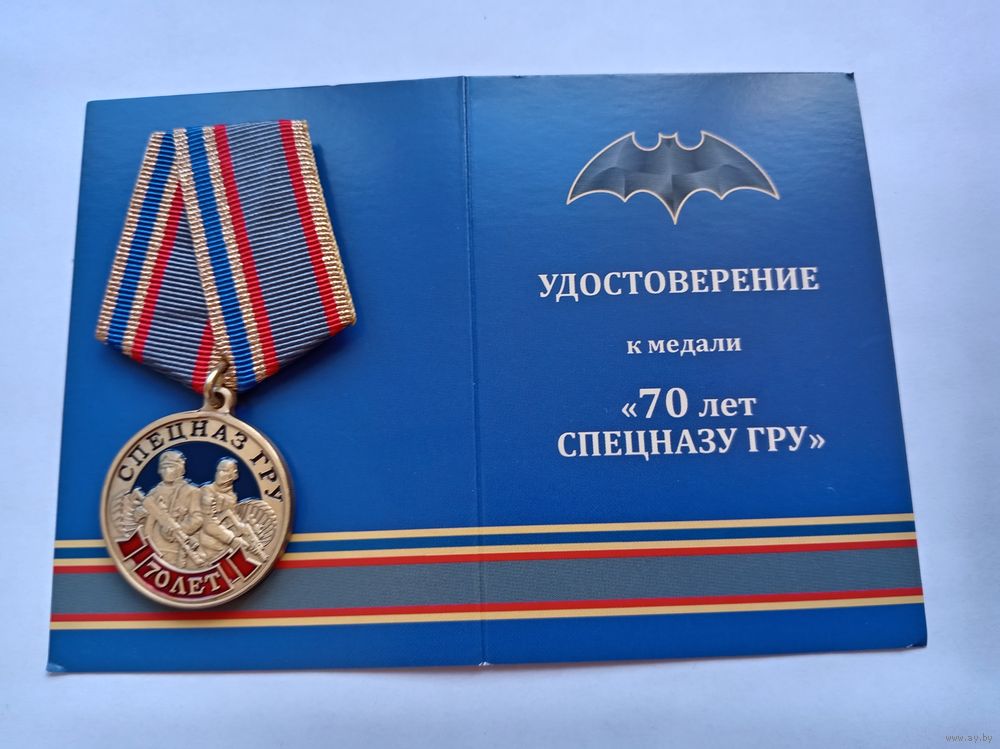 СПЕЦНАЗ ГРУ
70 ЛЕТ
УДОСТОВЕРЕНИЕ
к медали
«70 лет
СПЕЦНАЗУ ГРУ»
www.ay.by